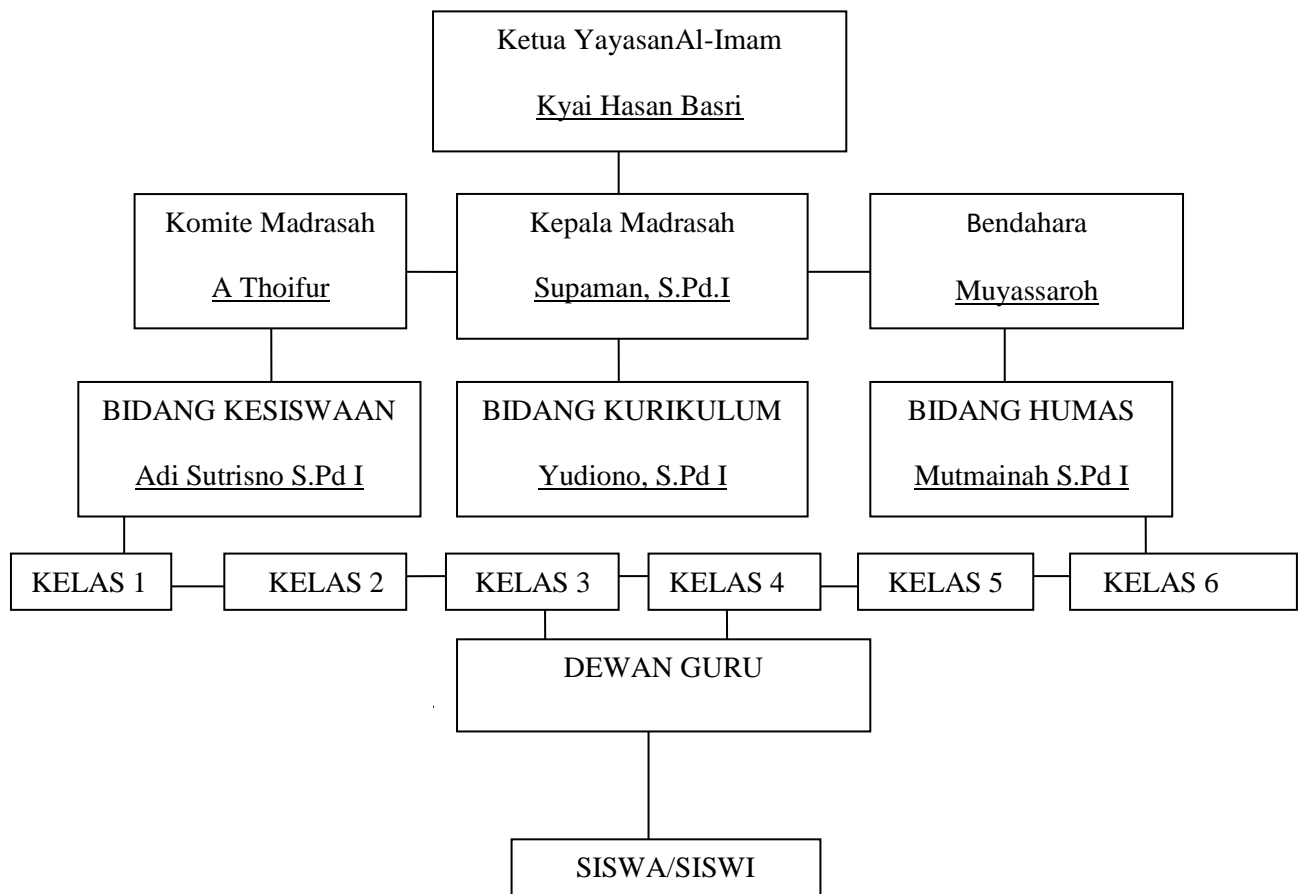 Ketua YayasanAl-Imam
Kyai Hasan Basri
Komite Madrasah
A Thoifur
Kepala Madrasah
Supaman, S.Pd.I
Bendahara
Muyassaroh
BIDANG KESISWAAN
Adi Sutrisno S.Pd I
BIDANG KURIKULUM
Yudiono, S.Pd I
BIDANG HUMAS
Mutmainah S.Pd I
KELAS 1
KELAS 2
KELAS 3
KELAS 4
KELAS 5
KELAS 6
DEWAN GURU
SISWA/SISWI